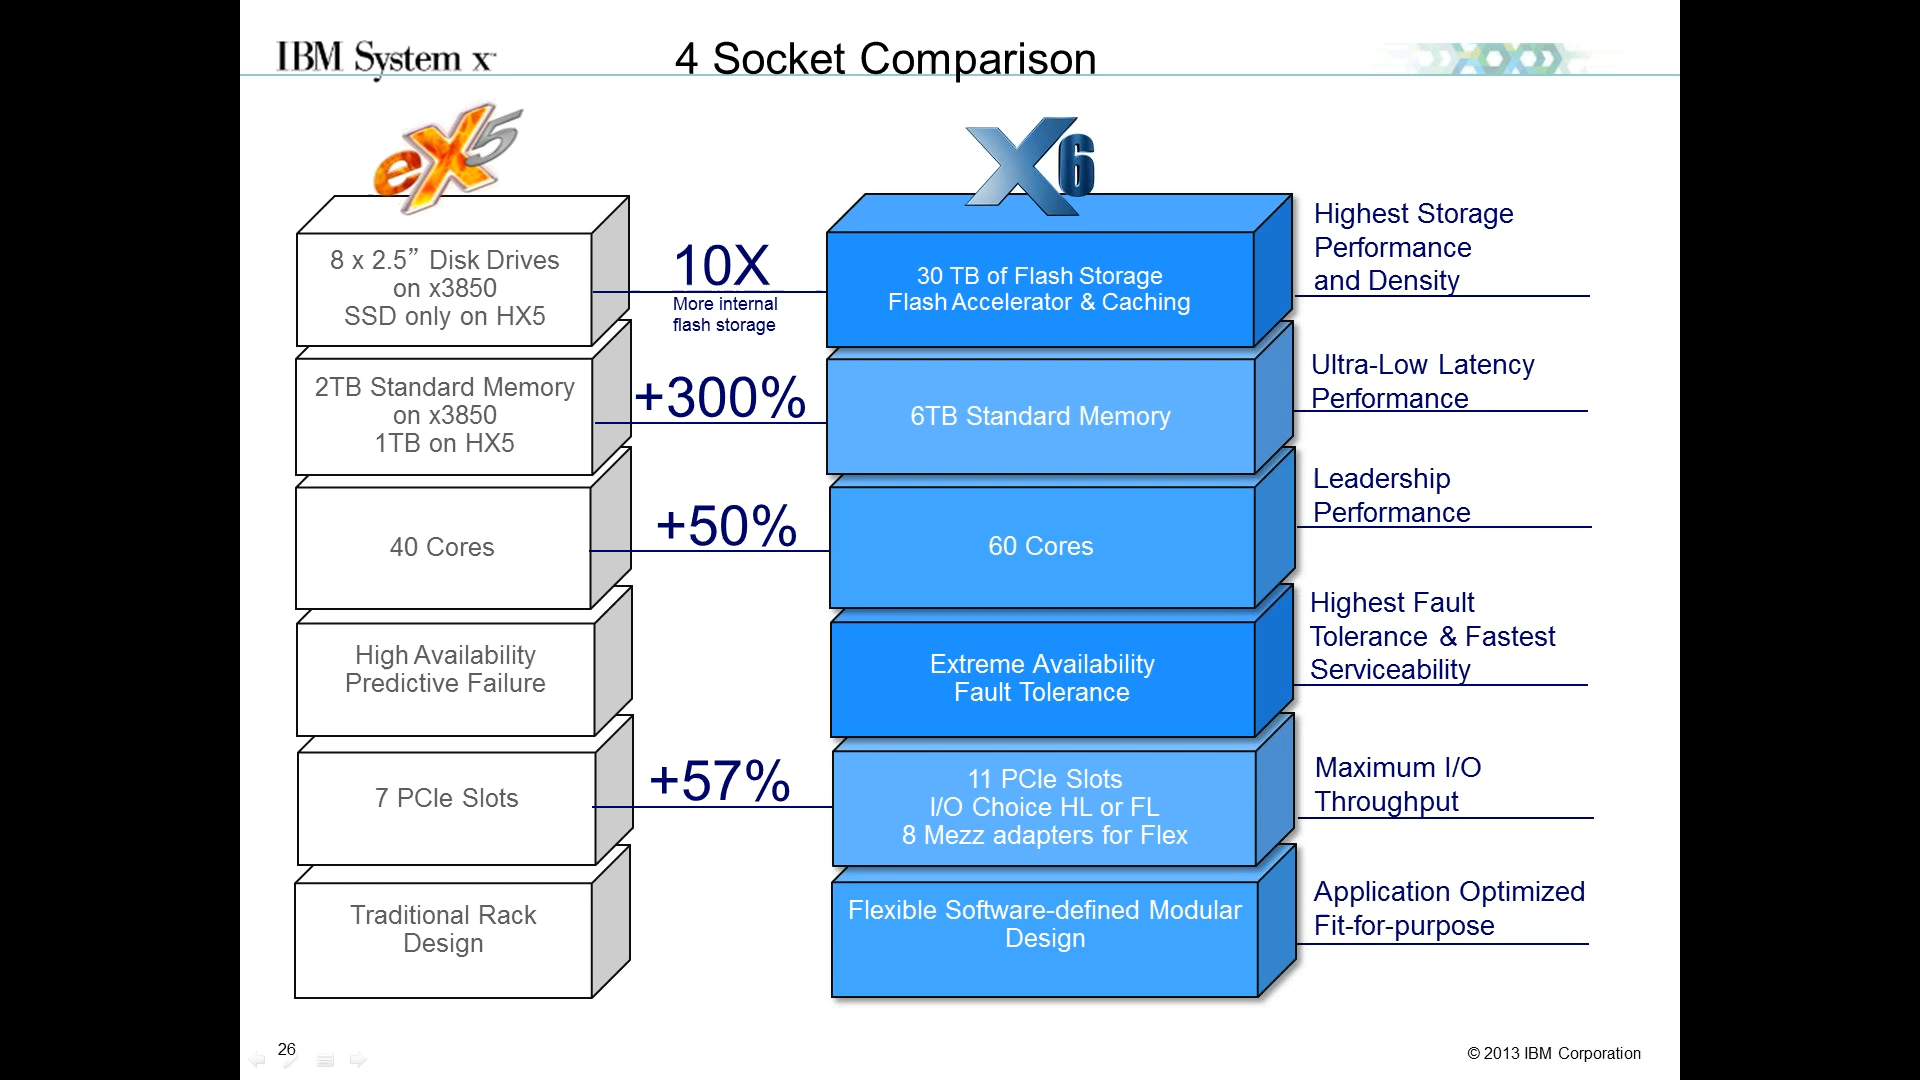 IBM System x™
4 Socket Comparison
eX5
X6
8 x 2.5” Disk Drives
on x3850
SSD only on HX5
10X
More internal
flash storage
30 TB of Flash Storage
Flash Accelerator & Caching
Highest Storage
Performance
and Density
2TB Standard Memory
on x3850
1TB on HX5
+300%
6TB Standard Memory
Ultra-Low Latency
Performance
40 Cores
+50%
60 Cores
Leadership
Performance
High Availability
Predictive Failure
Extreme Availability
Fault Tolerance
Highest Fault
Tolerance & Fastest
Serviceability
7 PCIe Slots
+57%
11 PCIe Slots
I/O Choice HL or FL
8 Mezz adapters for Flex
Maximum I/O
Throughput
Traditional Rack
Design
Flexible Software-defined Modular
Design
Application Optimized
Fit-for-purpose
26
© 2013 IBM Corporation